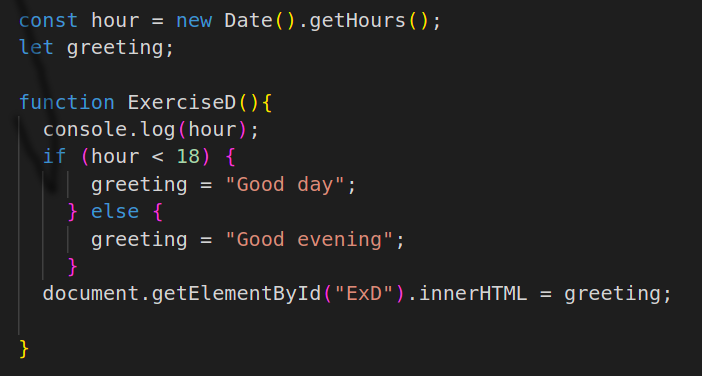 const hour = new Date().getHours();
let greeting;
function ExerciseD(){
console.log(hour);
if (hour < 18) {
greeting = "Good day";
} else {
greeting = "Good evening";
}
document.getElementById("ExD").innerHTML = greeting;
}